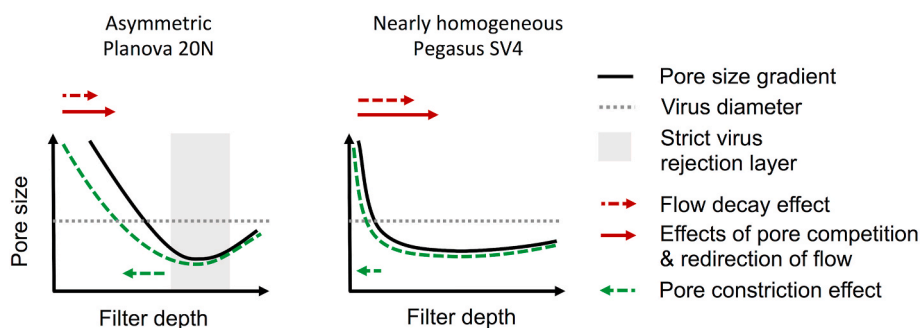 Asymmetric
Planova 20N
Nearly homogeneous
Pegasus SV4
Pore size
Filter depth
Filter depth
Pore size gradient
Virus diameter
Strict virus
rejection layer
Flow decay effect
Effects of pore competition
& redirection of flow
Pore constriction effect